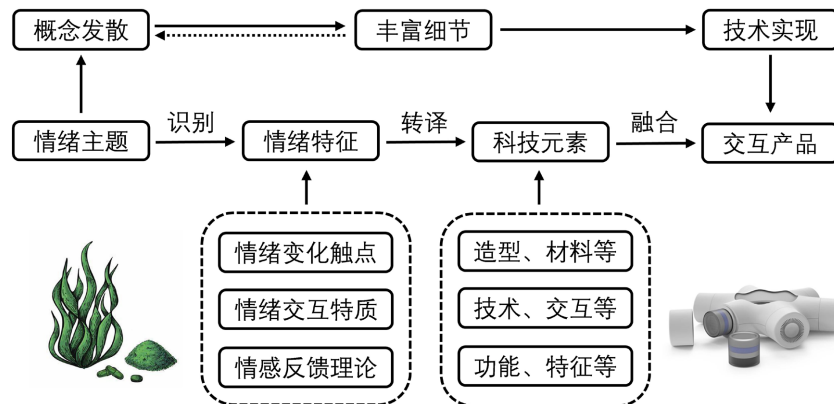 概念发散
丰富细节
技术实现
情绪主题
识别
情绪特征
转译
科技元素
融合
交互产品
情绪变化触点
造型、材料等
情绪交互特质
技术、交互等
情感反馈理论
功能、特征等